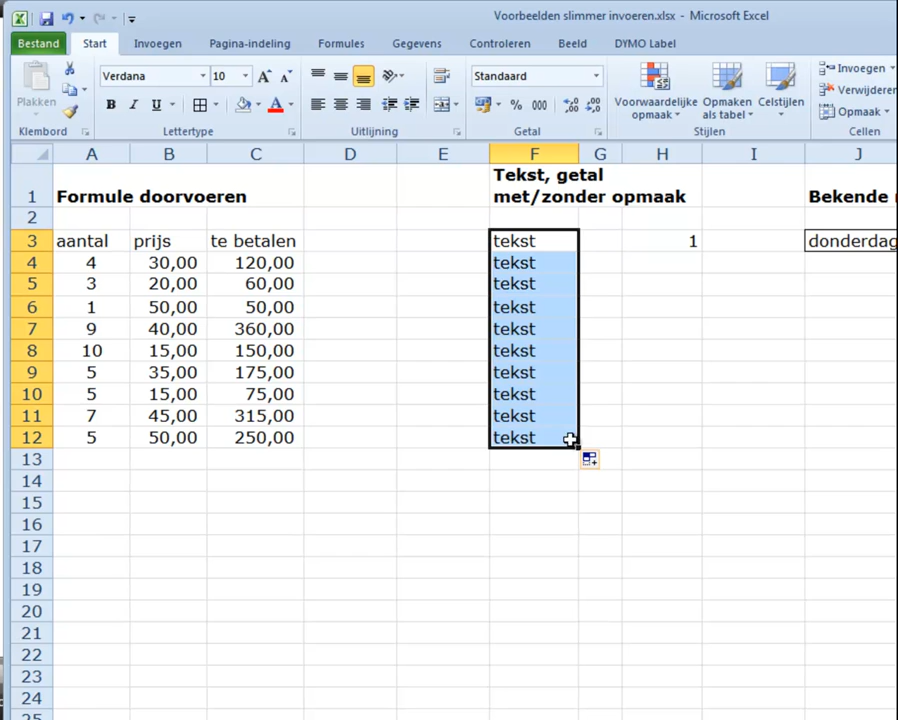 Voorbeelden slimmer invoeren.xlsx - Microsoft Excel
Bestand Start Invoegen Pagina-indeling Formules Gegevens Controleren Beeld DYMO Label
Plakken
Klembord
Verdana 10
B I U
Lettertype
Uitlijning
Standaard
% 000
Getal
Voorwaardelijke opmaak
Opmaken als tabel
Celstijlen
Stijlen
Invoegen
Verwijderen
Opmaak
Cellen
A B C D E F G H I J
1 Formule doorvoeren Tekst, getal met/zonder opmaak Bekende
2
3 aantal prijs te betalen tekst 1 donderdag
4 4 30,00 120,00 tekst
5 3 20,00 60,00 tekst
6 1 50,00 50,00 tekst
7 9 40,00 360,00 tekst
8 10 15,00 150,00 tekst
9 5 35,00 175,00 tekst
10 5 15,00 75,00 tekst
11 7 45,00 315,00 tekst
12 5 50,00 250,00 tekst
13
14
15
16
17
18
19
20
21
22
23
24
25